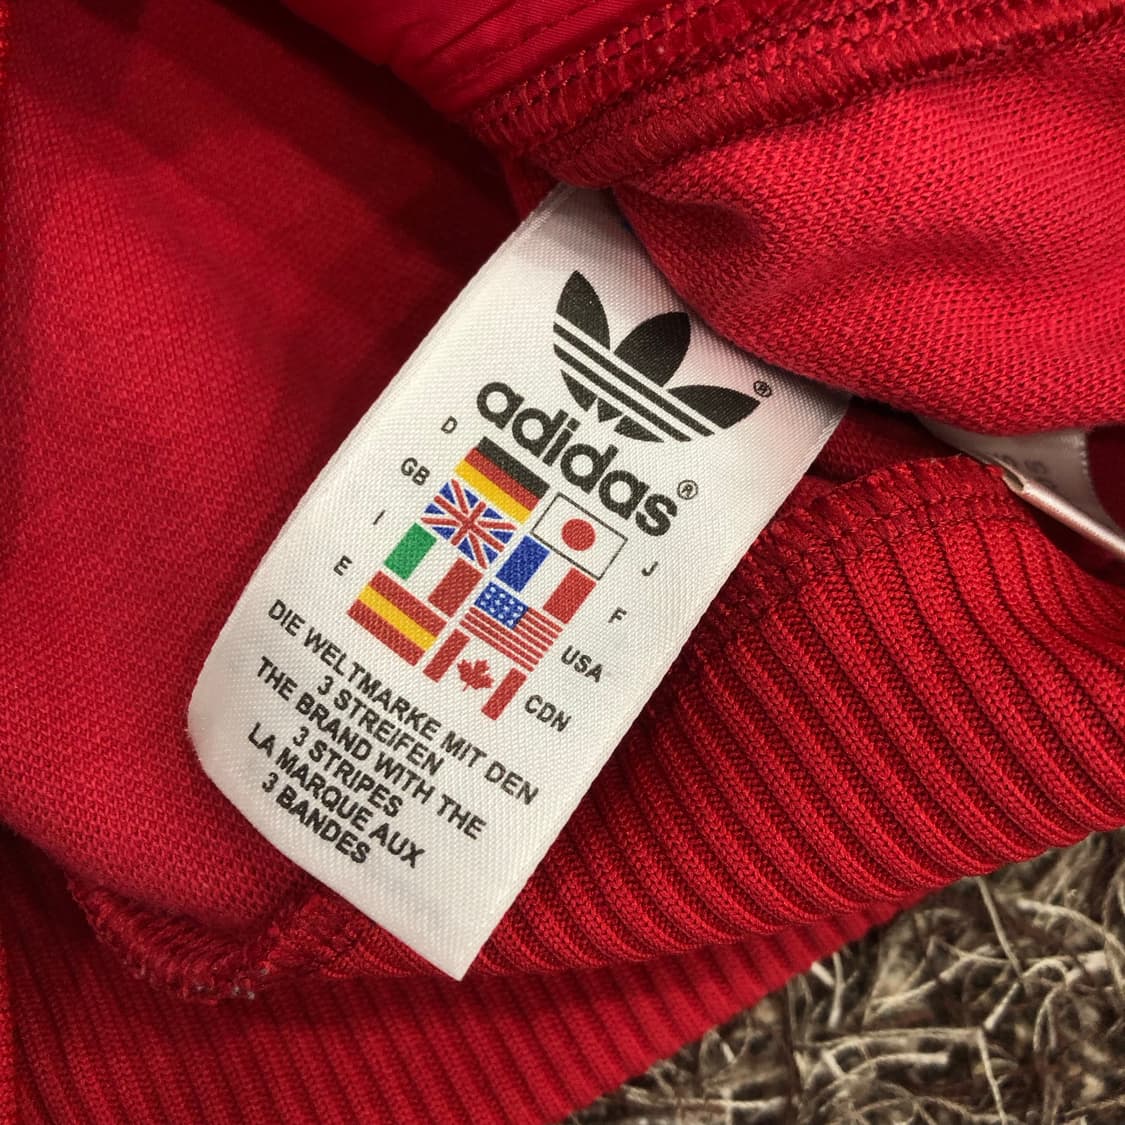 ®
adidas®
D
GB
I
E
J
F
USA
CDN
DIE WELTMARKE MIT DEN
3 STREIFEN
THE BRAND WITH THE
3 STRIPES
LA MARQUE AUX
3 BANDES